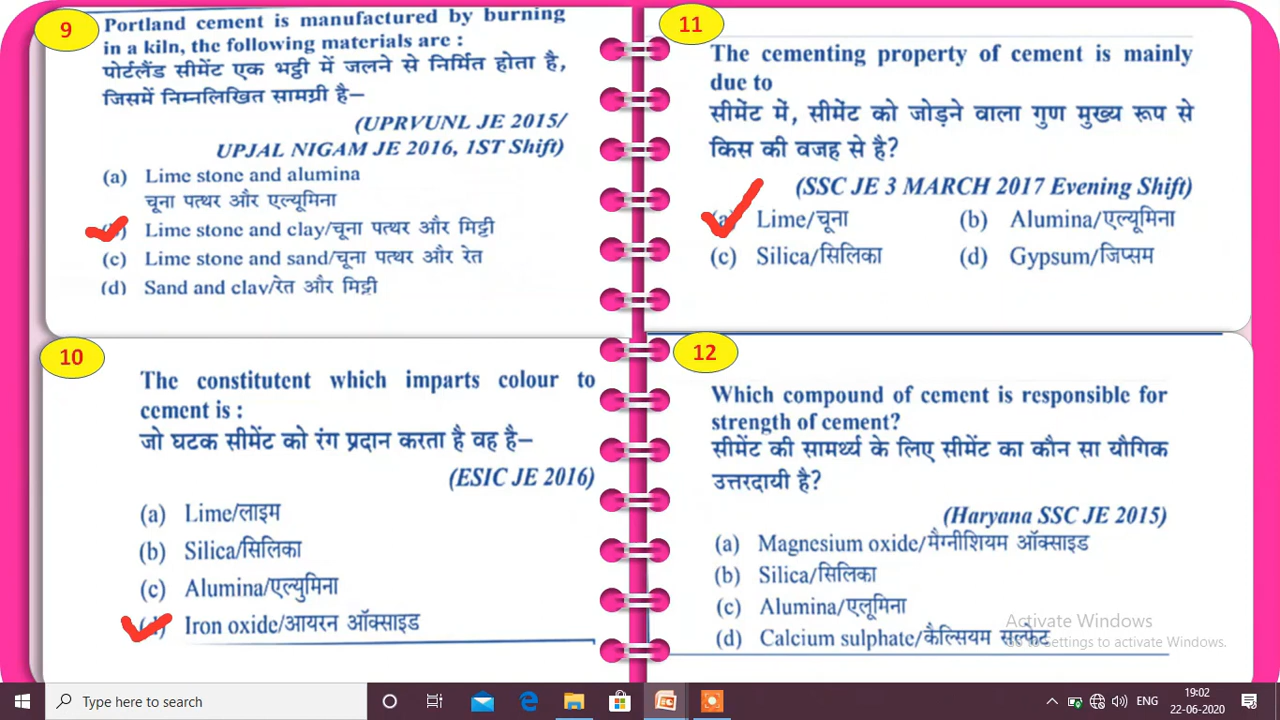 9
Portland cement is manufactured by burning
in a kiln, the following materials are :
पोर्टलैंड सीमेंट एक भट्टी में जलने से निर्मित होता है,
जिसमें निम्नलिखित सामग्री है–
(UPRVUNL JE 2015/
UPJAL NIGAM JE 2016, 1ST Shift)
(a) Lime stone and alumina
चूना पत्थर और एल्यूमिना
Lime stone and clay/चूना पत्थर और मिट्टी
(c) Lime stone and sand/चूना पत्थर और रेत
(d) Sand and clay/रेत और मिट्टी
10
The constitutent which imparts colour to
cement is :
जो घटक सीमेंट को रंग प्रदान करता है वह है–
(ESIC JE 2016)
(a) Lime/लाइम
(b) Silica/सिलिका
(c) Alumina/एल्युमिना
(d) Iron oxide/आयरन ऑक्साइड
11
The cementing property of cement is mainly
due to
सीमेंट में, सीमेंट को जोड़ने वाला गुण मुख्य रूप से
किस की वजह से है?
(SSC JE 3 MARCH 2017 Evening Shift)
(a) Lime/चूना (b) Alumina/एल्यूमिना
(c) Silica/सिलिका (d) Gypsum/जिप्सम
12
Which compound of cement is responsible for
strength of cement?
सीमेंट की सामर्थ्य के लिए सीमेंट का कौन सा यौगिक
उत्तरदायी है?
(Haryana SSC JE 2015)
(a) Magnesium oxide/मैग्नीशियम ऑक्साइड
(b) Silica/सिलिका
(c) Alumina/एलूमिना
(d) Calcium sulphate/कैल्सियम सल्फेट
Activate Windows
Go to Settings to activate Windows.
Type here to search
ENG
19:02
22-06-2020